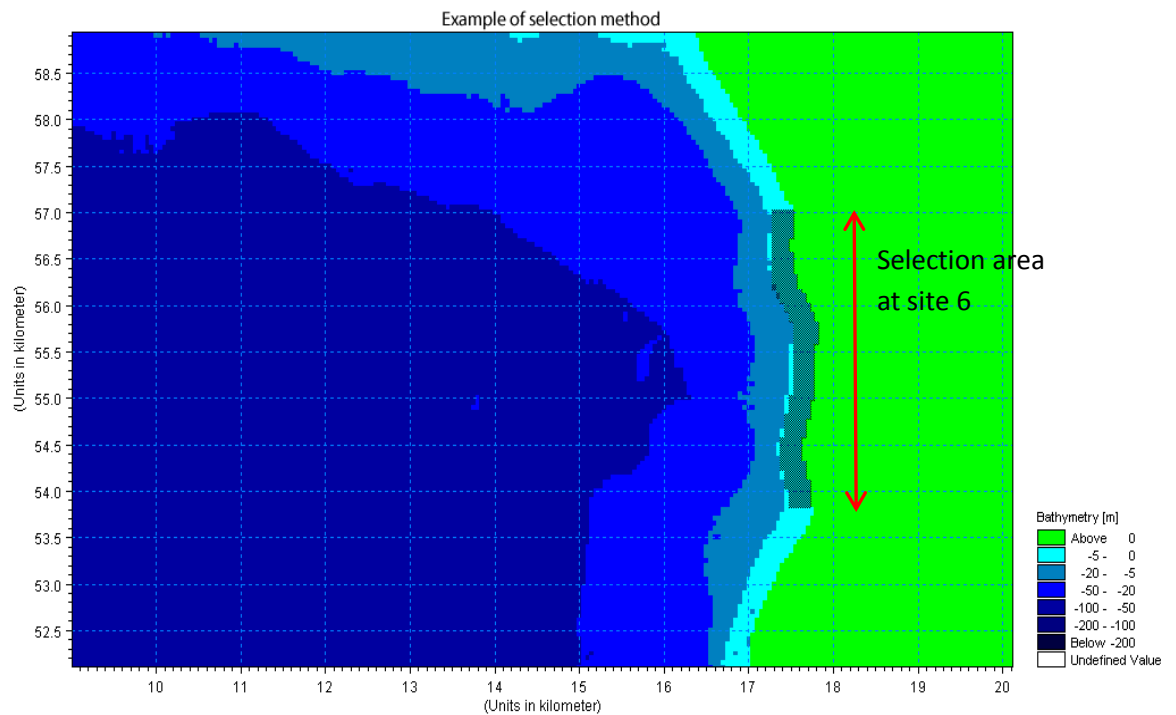 Example of selection method
58.5
58.0
57.5
57.0
56.5
56.0
55.5
55.0
54.5
54.0
53.5
53.0
52.5
(Units in kilometer)
Selection area
at site 6
10 11 12 13 14 15 16 17 18 19 20
(Units in kilometer)
Bathymetry [m]
Above 0
-5 - 0
-20 - -5
-50 - -20
-100 - -50
-200 - -100
Below -200
Undefined Value